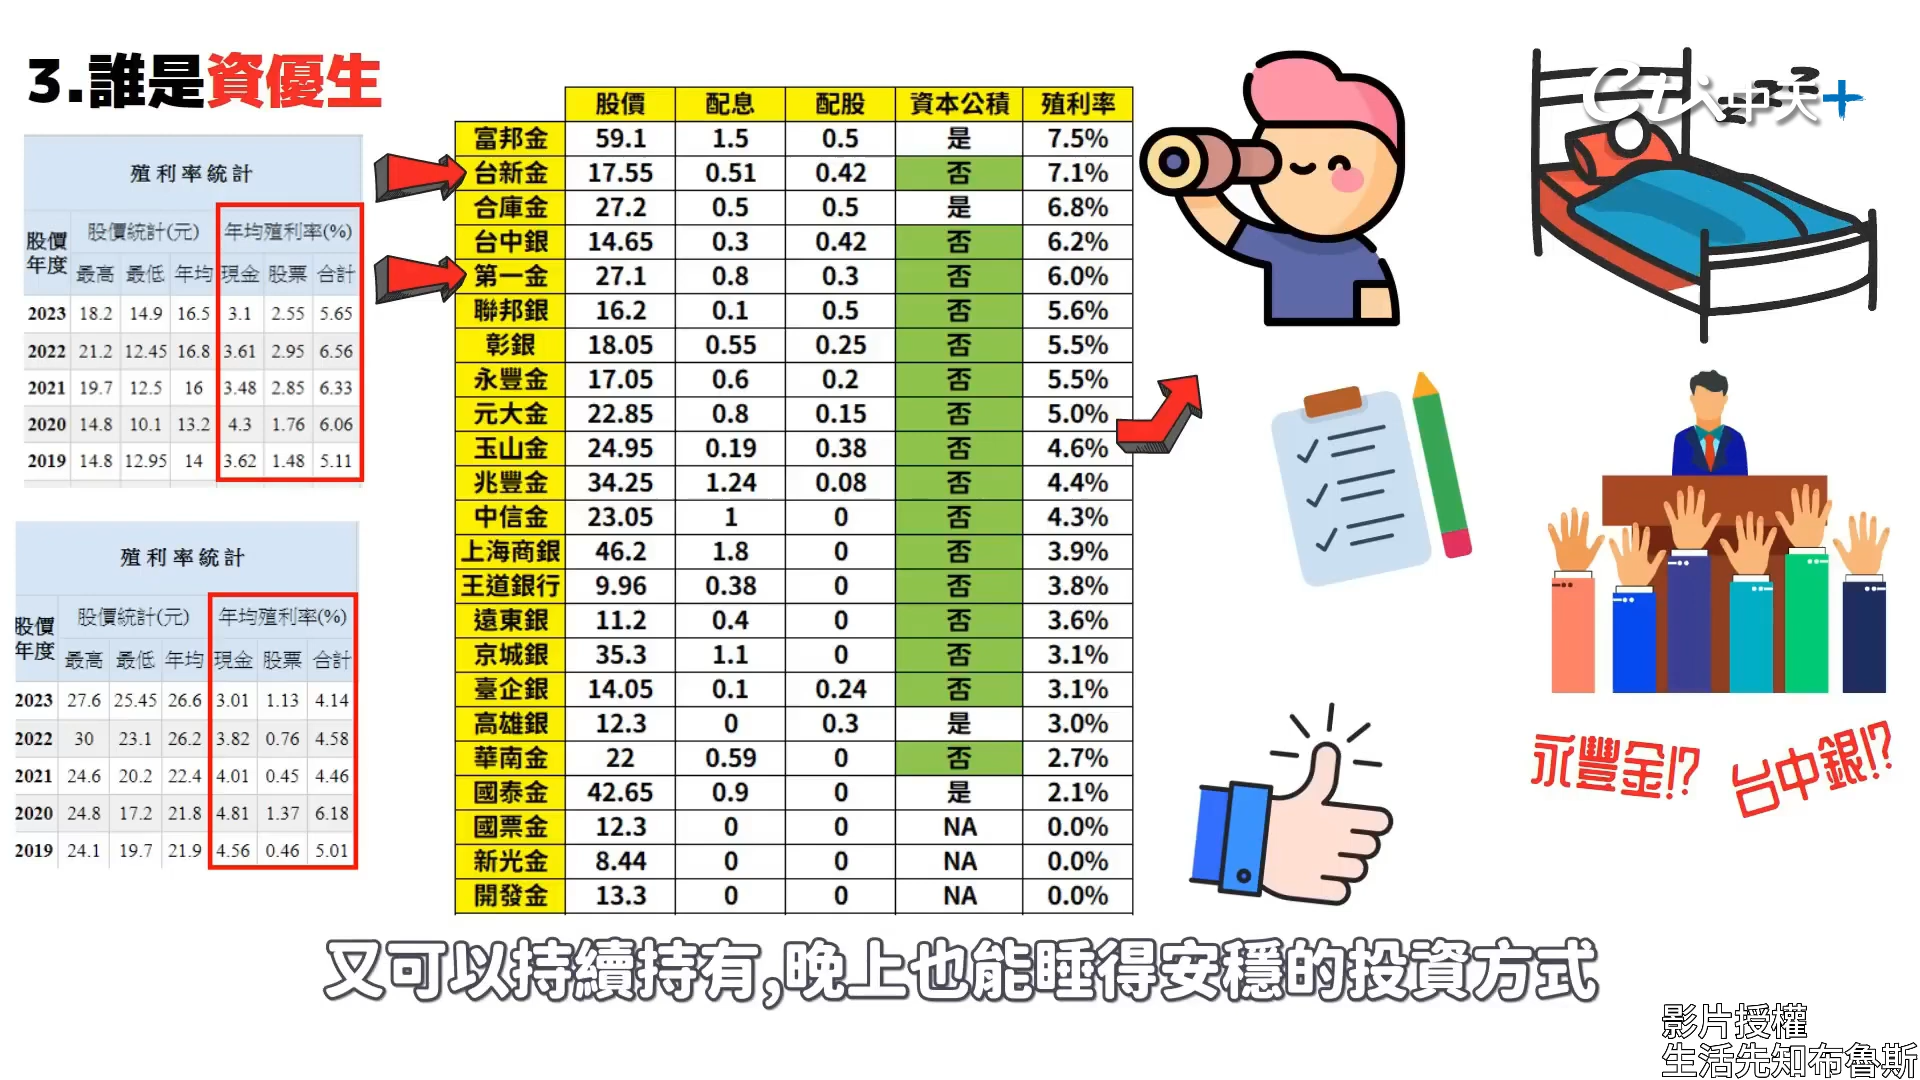 3.誰是資優生
CTi中天+
殖利率統計
股價年度 股價統計(元) 年均殖利率(%)
最高 最低 年均 現金 股票 合計
2023 18.2 14.9 16.5 3.1 2.55 5.65
2022 21.2 12.45 16.8 3.61 2.95 6.56
2021 19.7 12.5 16 3.48 2.85 6.33
2020 14.8 10.1 13.2 4.3 1.76 6.06
2019 14.8 12.95 14 3.62 1.48 5.11
殖利率統計
股價年度 股價統計(元) 年均殖利率(%)
最高 最低 年均 現金 股票 合計
2023 27.6 25.45 26.6 3.01 1.13 4.14
2022 30 23.1 26.2 3.82 0.76 4.58
2021 24.6 20.2 22.4 4.01 0.45 4.46
2020 24.8 17.2 21.8 4.81 1.37 6.18
2019 24.1 19.7 21.9 4.56 0.46 5.01
股價 配息 配股 資本公積 殖利率
富邦金 59.1 1.5 0.5 是 7.5%
台新金 17.55 0.51 0.42 否 7.1%
合庫金 27.2 0.5 0.5 是 6.8%
台中銀 14.65 0.3 0.42 否 6.2%
第一金 27.1 0.8 0.3 否 6.0%
聯邦銀 16.2 0.1 0.5 否 5.6%
彰銀 18.05 0.55 0.25 否 5.5%
永豐金 17.05 0.6 0.2 否 5.5%
元大金 22.85 0.8 0.15 否 5.0%
玉山金 24.95 0.19 0.38 否 4.6%
兆豐金 34.25 1.24 0.08 否 4.4%
中信金 23.05 1 0 否 4.3%
上海商銀 46.2 1.8 0 否 3.9%
王道銀行 9.96 0.38 0 否 3.8%
遠東銀 11.2 0.4 0 否 3.6%
京城銀 35.3 1.1 0 否 3.1%
臺企銀 14.05 0.1 0.24 否 3.1%
高雄銀 12.3 0 0.3 是 3.0%
華南金 22 0.59 0 否 2.7%
國泰金 42.65 0.9 0 是 2.1%
國票金 12.3 0 0 NA 0.0%
新光金 8.44 0 0 NA 0.0%
開發金 13.3 0 0 NA 0.0%
永豐金!? 台中銀!?
又可以持續持有,晚上也能睡得安穩的投資方式
影片授權
生活先知布魯斯